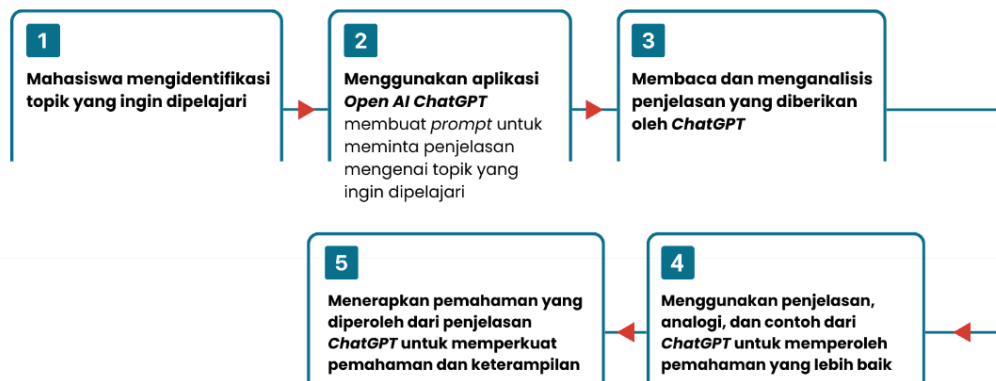 1
Mahasiswa mengidentifikasi
topik yang ingin dipelajari
2
Menggunakan aplikasi
Open AI ChatGPT
membuat prompt untuk
meminta penjelasan
mengenai topik yang
ingin dipelajari
3
Membaca dan menganalisis
penjelasan yang diberikan
oleh ChatGPT
4
Menggunakan penjelasan,
analogi, dan contoh dari
ChatGPT untuk memperoleh
pemahaman yang lebih baik
5
Menerapkan pemahaman yang
diperoleh dari penjelasan
ChatGPT untuk memperkuat
pemahaman dan keterampilan